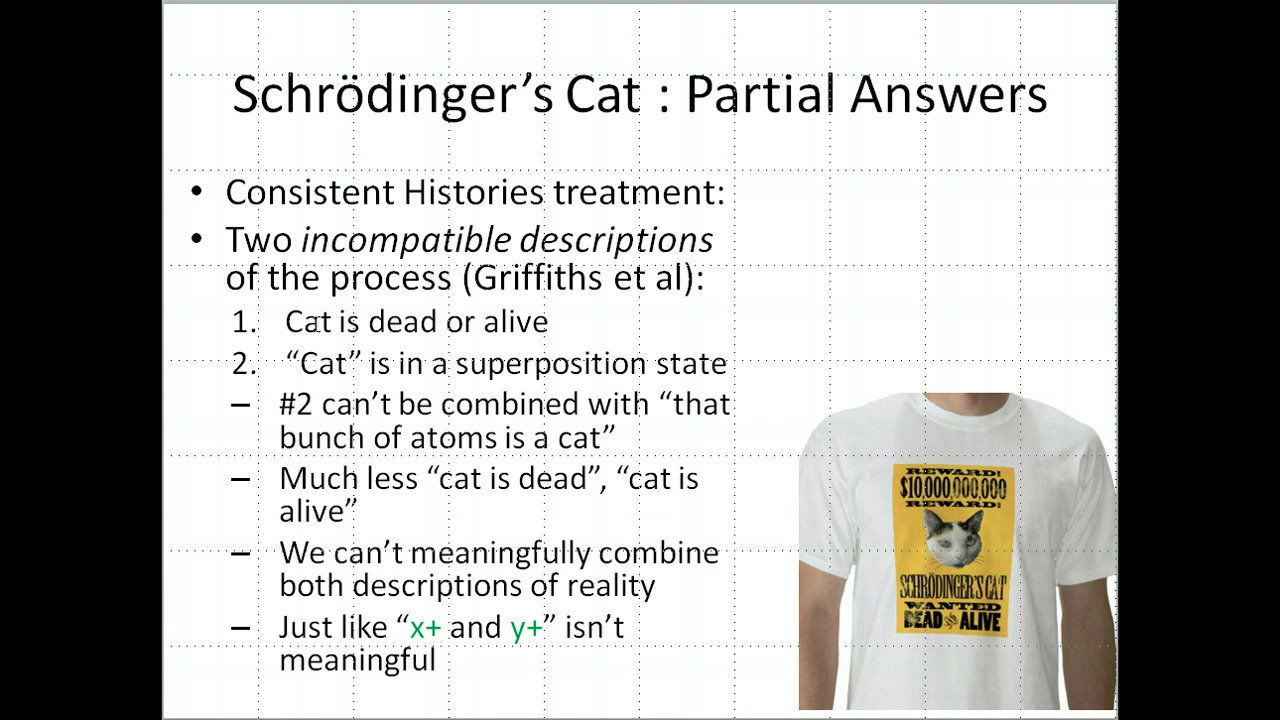 Schrödinger’s Cat : Partial Answers
• Consistent Histories treatment:
• Two incompatible descriptions
of the process (Griffiths et al):
1. Cat is dead or alive
2. “Cat” is in a superposition state
– #2 can’t be combined with “that
bunch of atoms is a cat”
– Much less “cat is dead”, “cat is
alive”
– We can’t meaningfully combine
both descriptions of reality
– Just like “x+ and y+” isn’t
meaningful
REWARD!
$10,000,000,000
REWARD!
SCHRÖDINGER'S CAT
WANTED
DEAD & ALIVE